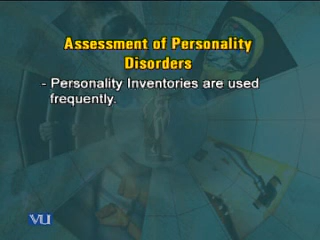 Assessment of Personality
Disorders
- Personality Inventories are used
frequently.
VU